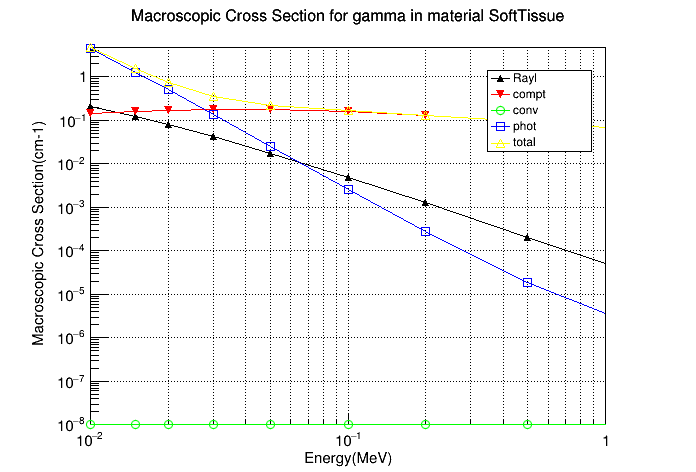 Macroscopic Cross Section for gamma in material SoftTissue
Macroscopic Cross Section(cm-1)
1
10⁻¹
10⁻²
10⁻³
10⁻⁴
10⁻⁵
10⁻⁶
10⁻⁷
10⁻⁸
Rayl
compt
conv
phot
total
10⁻² 10⁻¹ 1
Energy(MeV)